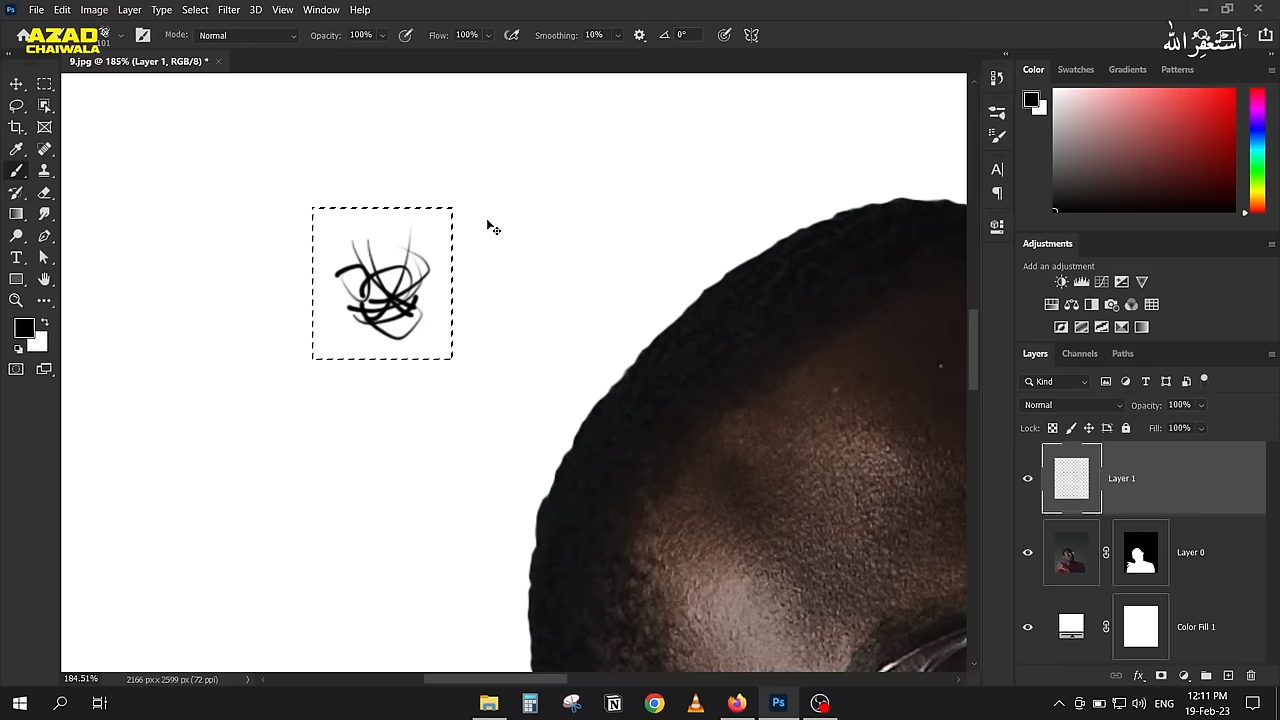 File Edit Image Layer Type Select Filter 3D View Window Help
AZAD
CHAIWALA
101
Mode: Normal Opacity: 100% Flow: 100% Smoothing: 10% 0°
أستغفر الله
9.jpg @ 185% (Layer 1, RGB/8) *
Color Swatches Gradients Patterns
Adjustments
Add an adjustment
Layers Channels Paths
Kind
Normal Opacity: 100%
Lock: Fill: 100%
Layer 1
Layer 0
Color Fill 1
184.51% 2166 px x 2599 px (72 ppi)
12:11 PM
19-Feb-23